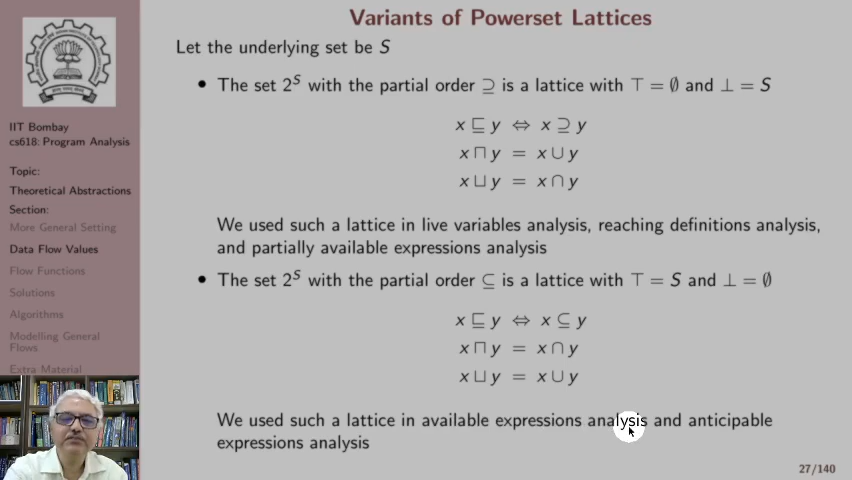 Variants of Powerset Lattices
Let the underlying set be S
• The set 2^S with the partial order ⊇ is a lattice with ⊤ = ∅ and ⊥ = S
x ⊑ y ⇔ x ⊇ y
x ⊓ y = x ∪ y
x ⊔ y = x ∩ y
We used such a lattice in live variables analysis, reaching definitions analysis,
and partially available expressions analysis
• The set 2^S with the partial order ⊆ is a lattice with ⊤ = S and ⊥ = ∅
x ⊑ y ⇔ x ⊆ y
x ⊓ y = x ∩ y
x ⊔ y = x ∪ y
We used such a lattice in available expressions analysis and anticipable
expressions analysis
IIT Bombay
cs618: Program Analysis
Topic:
Theoretical Abstractions
Section:
More General Setting
Data Flow Values
Flow Functions
Solutions
Algorithms
Modelling General
Flows
Extra Material
27/140